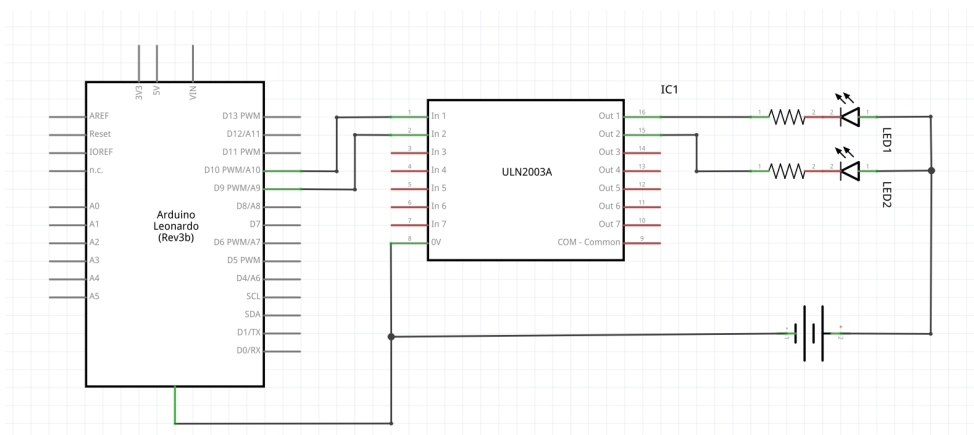 3V3
5V
VIN
AREF
Reset
IOREF
n.c.
A0
A1
A2
A3
A4
A5
Arduino
Leonardo
(Rev3b)
D13 PWM
D12/A11
D11 PWM
D10 PWM/A10
D9 PWM/A9
D8/A8
D7
D6 PWM/A7
D5 PWM
D4/A6
SCL
SDA
D1/TX
D0/RX
IC1
1 In 1
2 In 2
3 In 3
4 In 4
5 In 5
6 In 6
7 In 7
8 0V
ULN2003A
Out 1 16
Out 2 15
Out 3 14
Out 4 13
Out 5 12
Out 6 11
Out 7 10
COM - Common 9
1 2 2 1
LED1
1 2 2 1
LED2
1
+
2